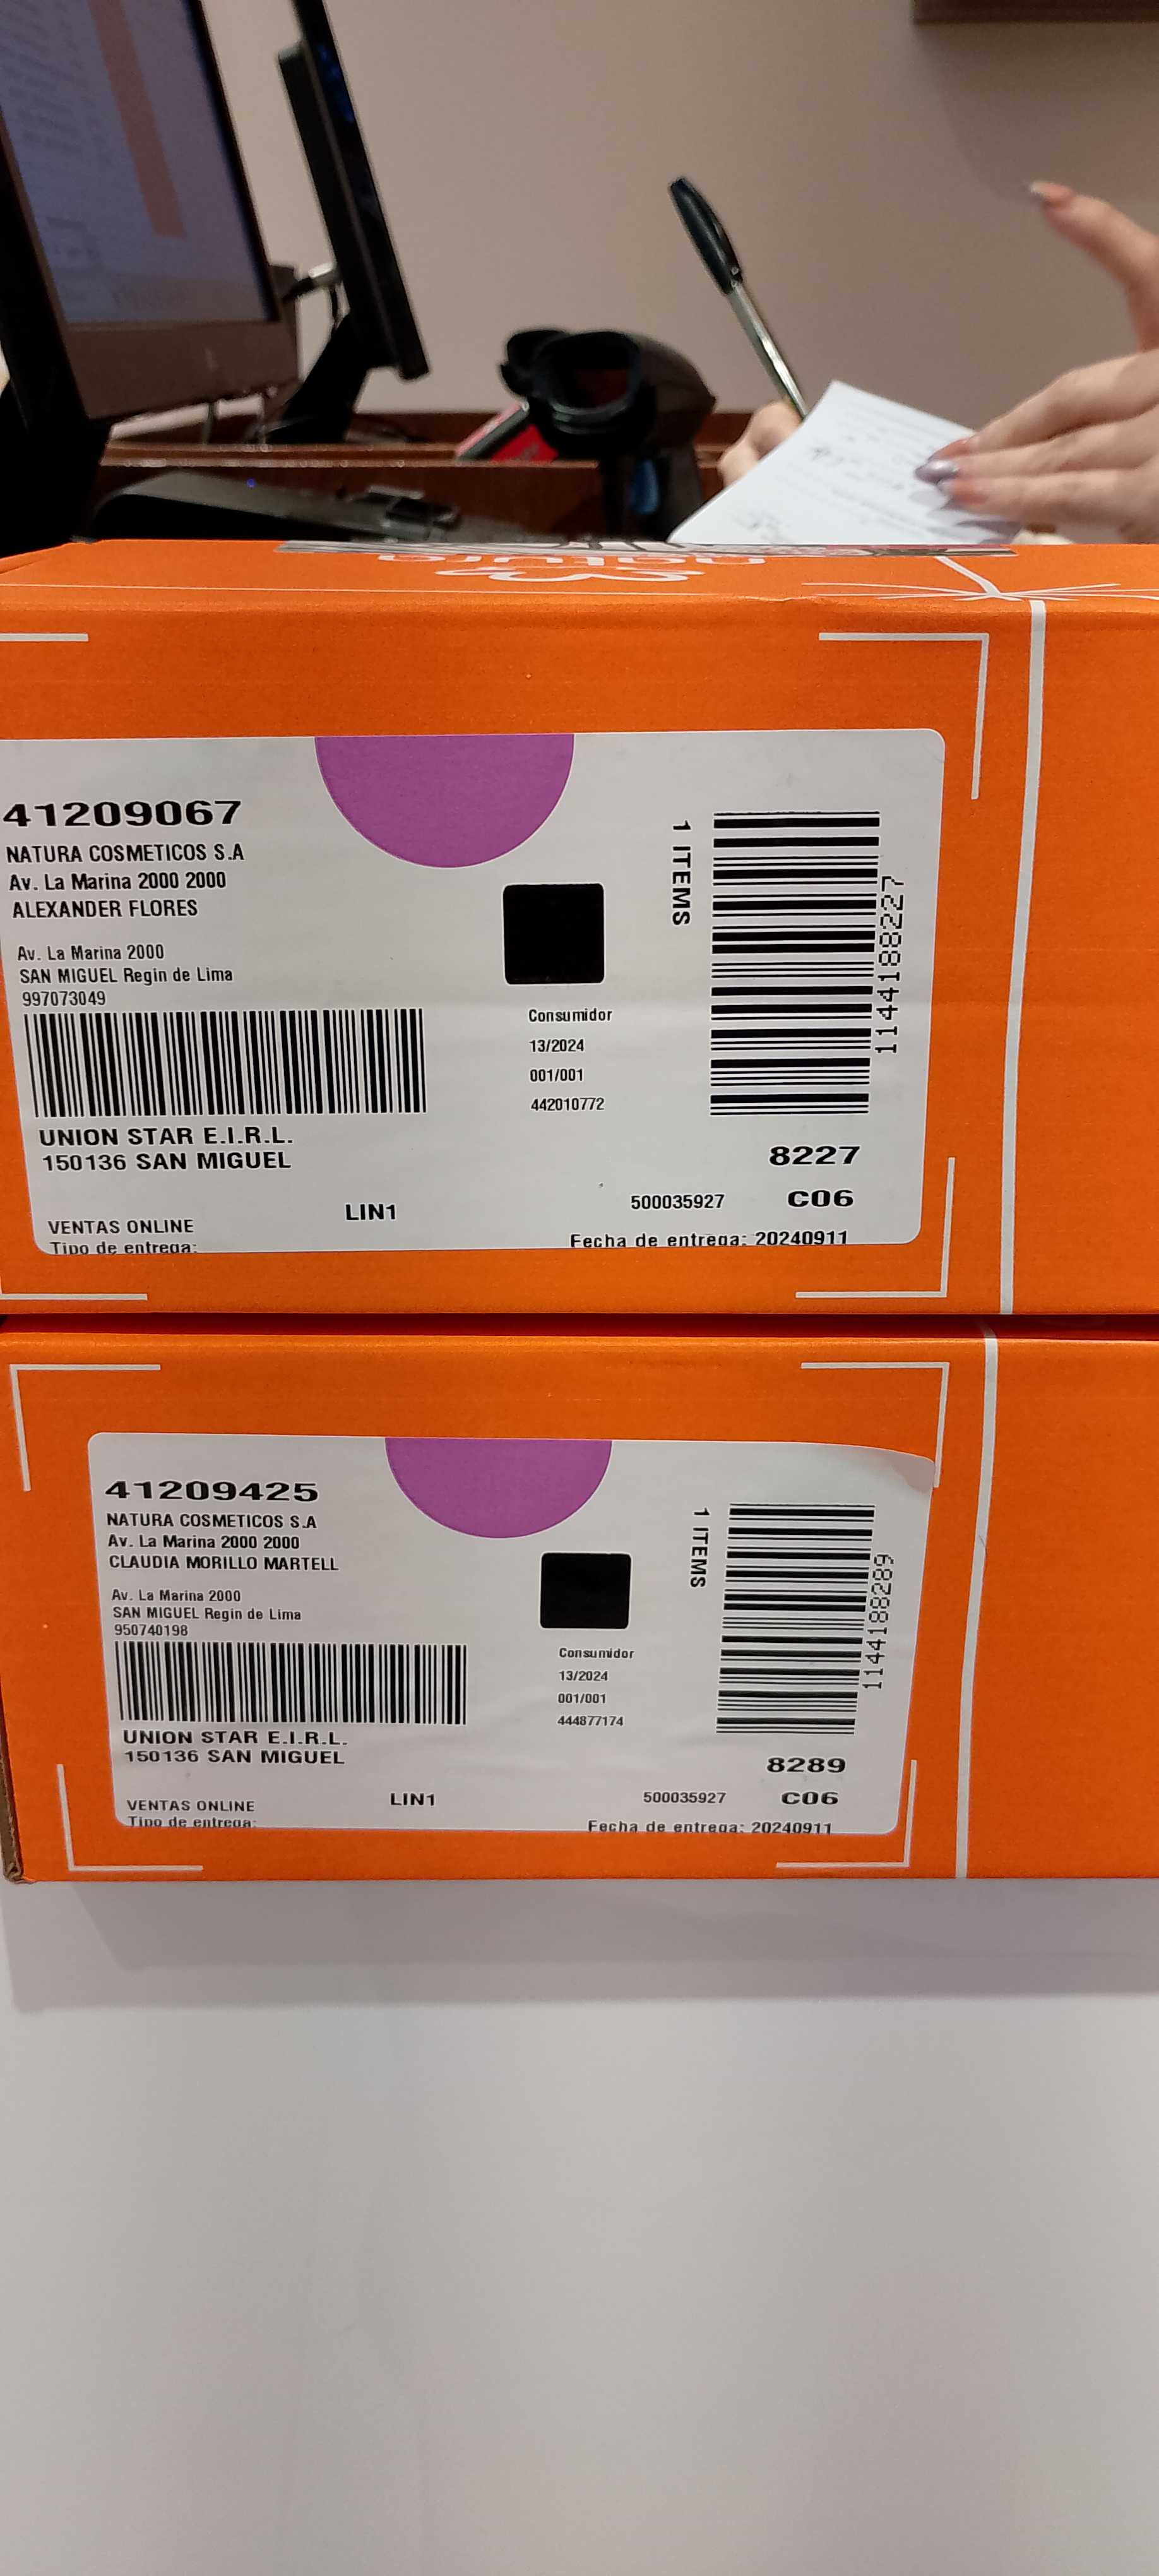 natura
41209067
NATURA COSMETICOS S.A
Av. La Marina 2000 2000
ALEXANDER FLORES
Av. La Marina 2000
SAN MIGUEL Regin de Lima
997073049
UNION STAR E.I.R.L.
150136 SAN MIGUEL
VENTAS ONLINE
LIN1
Tipo de entrega:
Consumidor
13/2024
001/001
442010772
1 ITEMS
1144188227
8227
500035927 C06
Fecha de entrega: 20240911
41209425
NATURA COSMETICOS S.A
Av. La Marina 2000 2000
CLAUDIA MORILLO MARTELL
Av. La Marina 2000
SAN MIGUEL Regin de Lima
950740198
UNION STAR E.I.R.L.
150136 SAN MIGUEL
VENTAS ONLINE
LIN1
Tipo de entrega:
Consumidor
13/2024
001/001
444877174
1 ITEMS
1144188289
8289
500035927 C06
Fecha de entrega: 20240911